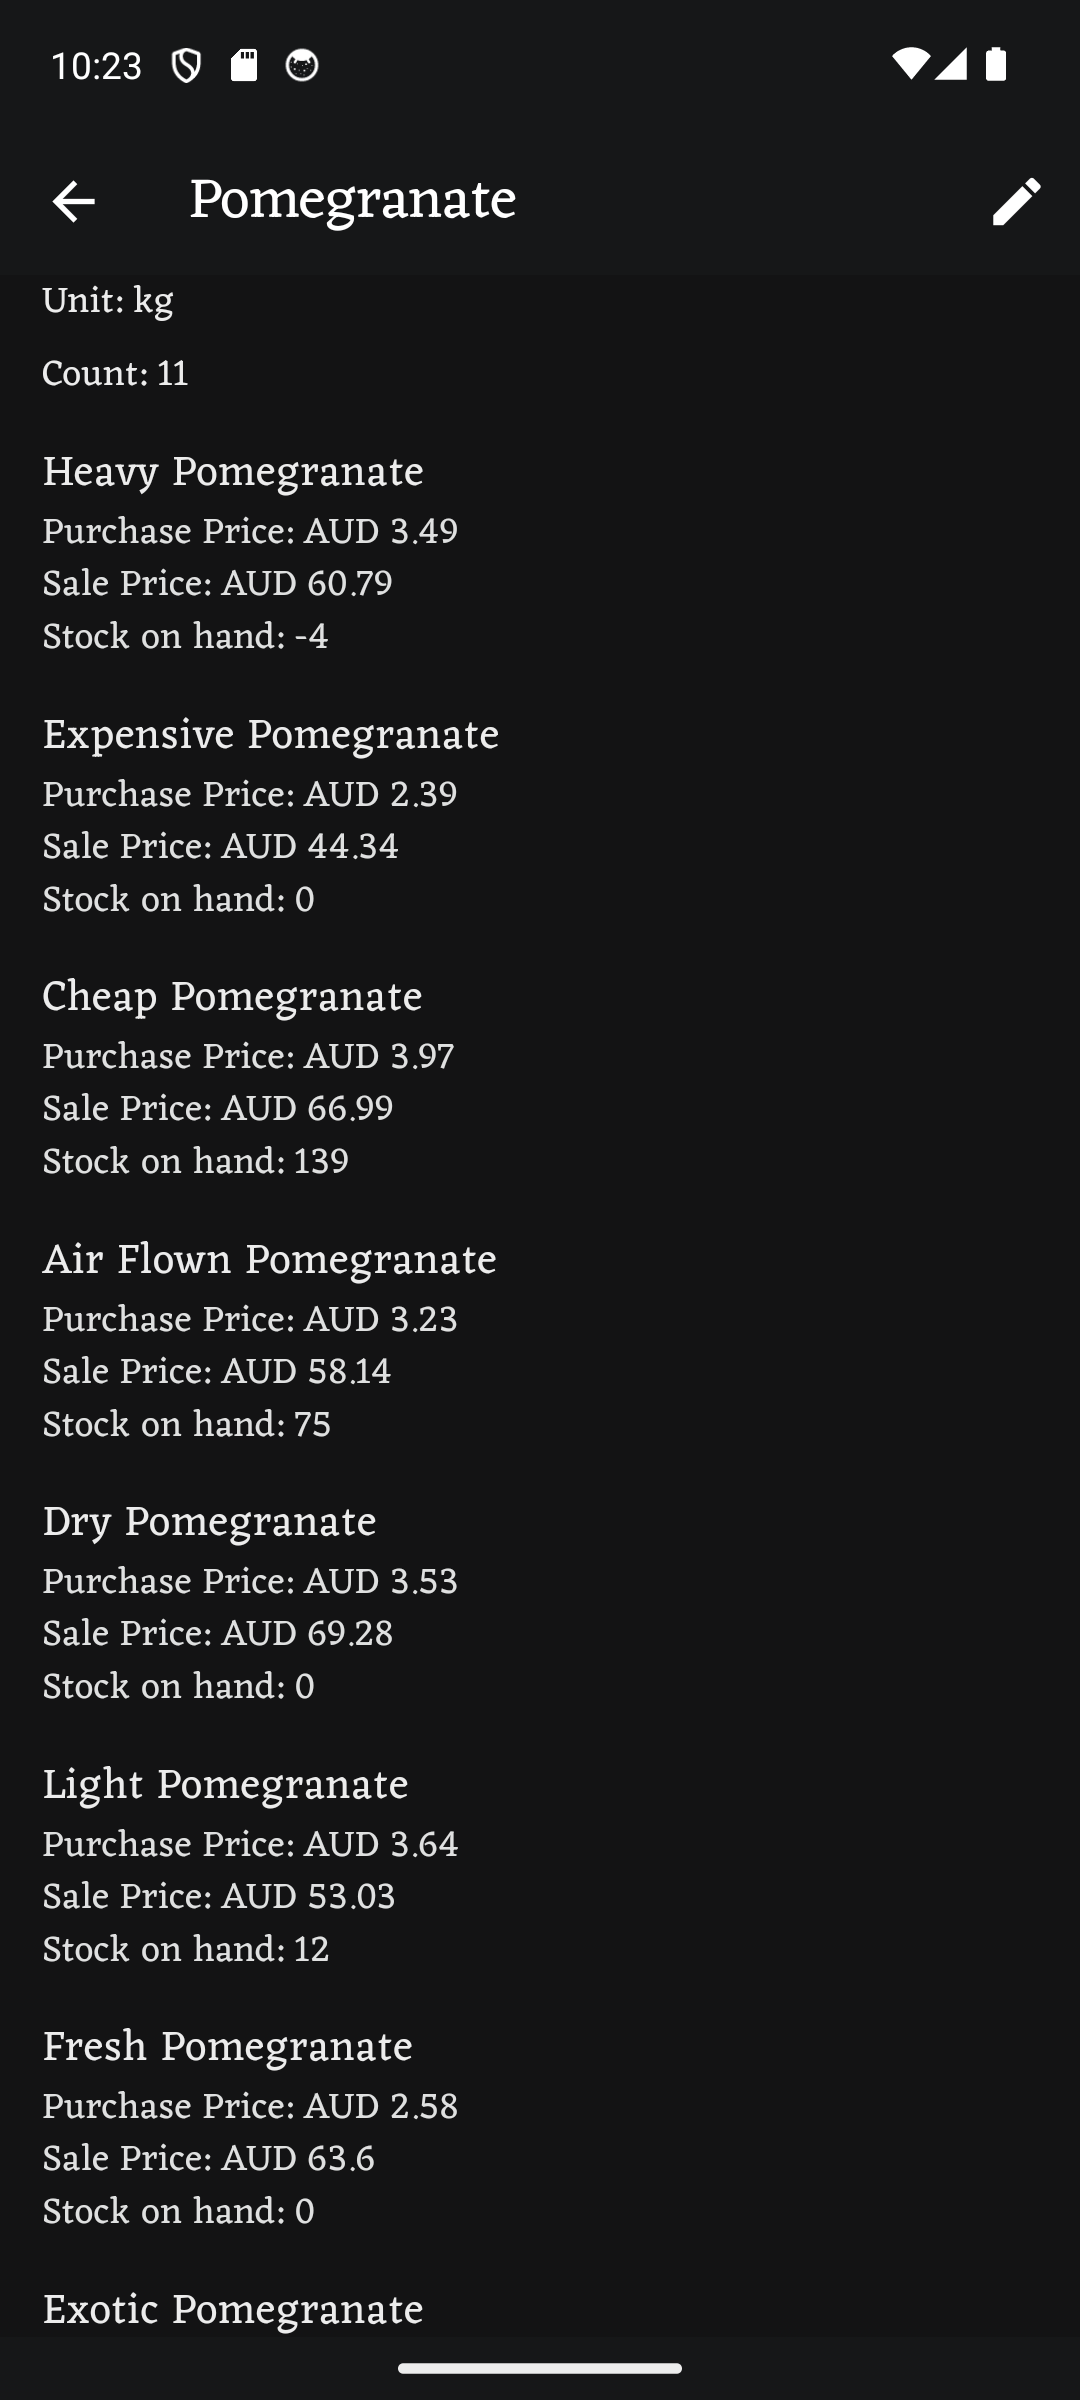 10:23
Pomegranate
Unit: kg
Count: 11
Heavy Pomegranate
Purchase Price: AUD 3.49
Sale Price: AUD 60.79
Stock on hand: -4
Expensive Pomegranate
Purchase Price: AUD 2.39
Sale Price: AUD 44.34
Stock on hand: 0
Cheap Pomegranate
Purchase Price: AUD 3.97
Sale Price: AUD 66.99
Stock on hand: 139
Air Flown Pomegranate
Purchase Price: AUD 3.23
Sale Price: AUD 58.14
Stock on hand: 75
Dry Pomegranate
Purchase Price: AUD 3.53
Sale Price: AUD 69.28
Stock on hand: 0
Light Pomegranate
Purchase Price: AUD 3.64
Sale Price: AUD 53.03
Stock on hand: 12
Fresh Pomegranate
Purchase Price: AUD 2.58
Sale Price: AUD 63.6
Stock on hand: 0
Exotic Pomegranate